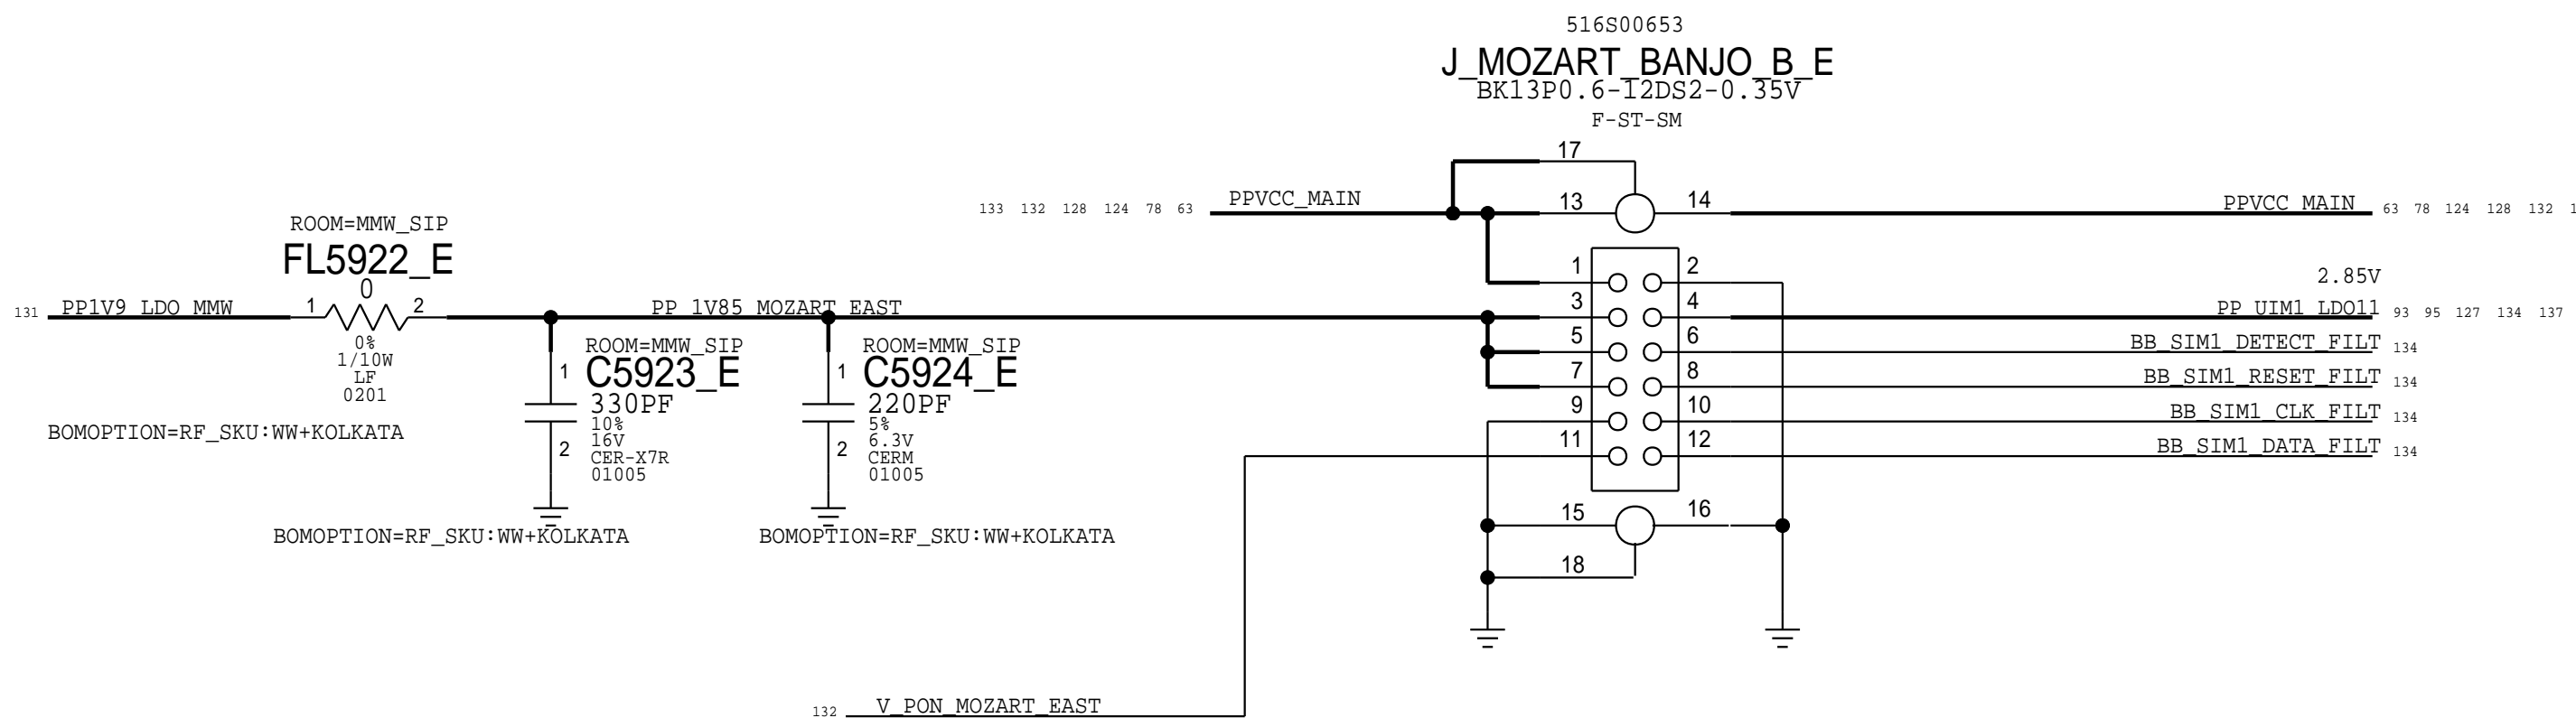 516S00653
J_MOZART_BANJO_B_E
BK13P0.6-12DS2-0.35V
F-ST-SM
17
133 132 128 124 78 63 PPVCC_MAIN 13 14 PPVCC_MAIN 63 78 124 128 132
ROOM=MMW_SIP
FL5922_E
0
1 2
2.85V
131 PP1V9_LDO_MMW 1 2 PP_1V85_MOZART_EAST 3 4 PP_UIM1_LDO11 93 95 127 134 137
0%
1/10W
LF
0201
BOMOPTION=RF_SKU:WW+KOLKATA
ROOM=MMW_SIP
1 C5923_E
330PF
10%
16V
2 CER-X7R
01005
BOMOPTION=RF_SKU:WW+KOLKATA
ROOM=MMW_SIP
1 C5924_E
220PF
5%
6.3V
2 CERM
01005
BOMOPTION=RF_SKU:WW+KOLKATA
5 6 BB_SIM1_DETECT_FILT 134
7 8 BB_SIM1_RESET_FILT 134
9 10 BB_SIM1_CLK_FILT 134
11 12 BB_SIM1_DATA_FILT 134
15 16
18
132 V_PON_MOZART_EAST